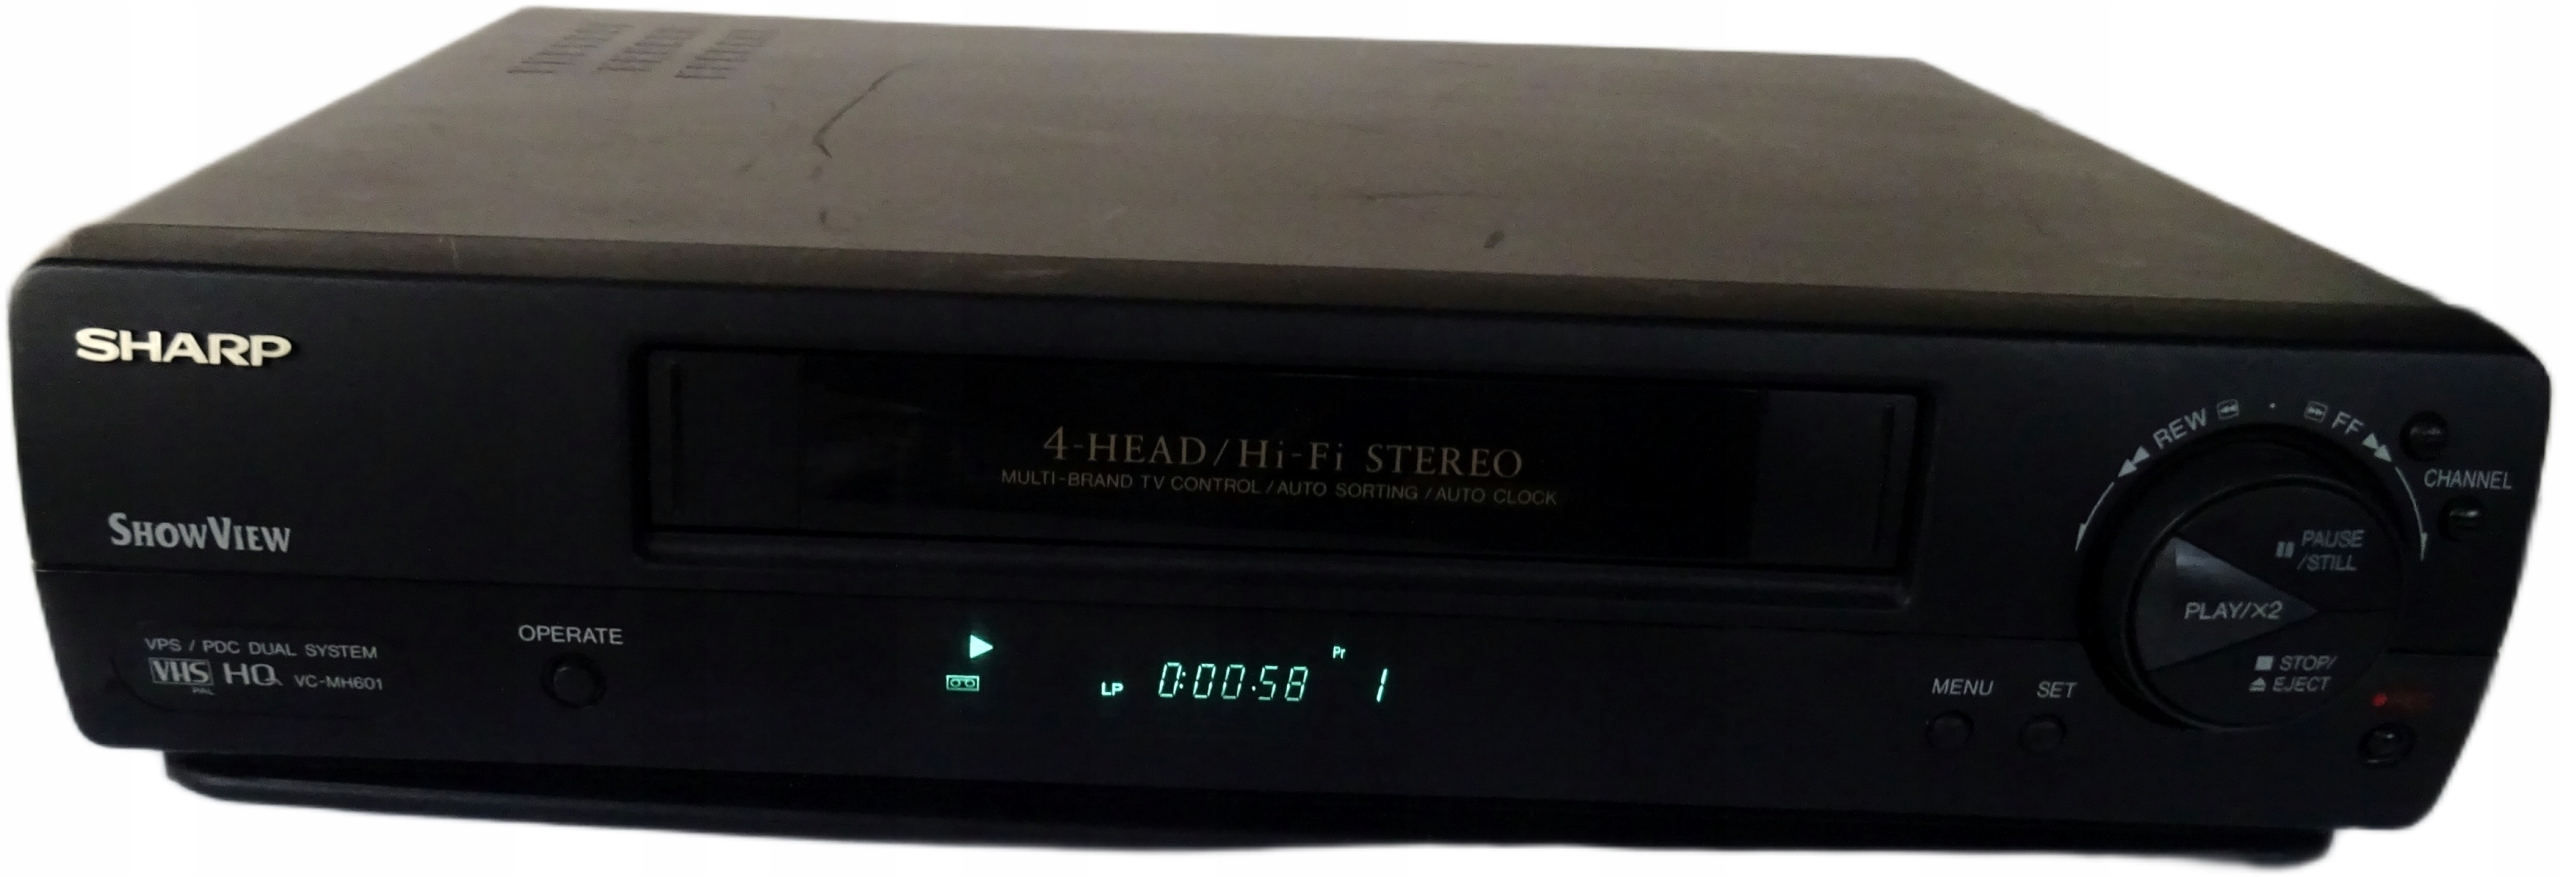 SHARP
SHOWVIEW
VPS / PDC DUAL SYSTEM
VHS HQ VC-MH601
PAL
OPERATE
4-HEAD/Hi-Fi STEREO
MULTI-BRAND TV CONTROL/AUTO SORTING/AUTO CLOCK
LP 0:00:58 Pr 1
REW FF
CHANNEL
PAUSE
/STILL
PLAY/X2
STOP/
EJECT
MENU SET